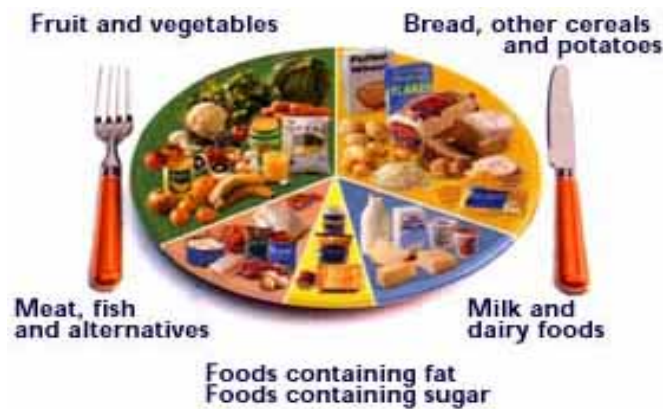 Fruit and vegetables
Bread, other cereals
and potatoes
FLAKES
Meat, fish
and alternatives
Milk and
dairy foods
Foods containing fat
Foods containing sugar